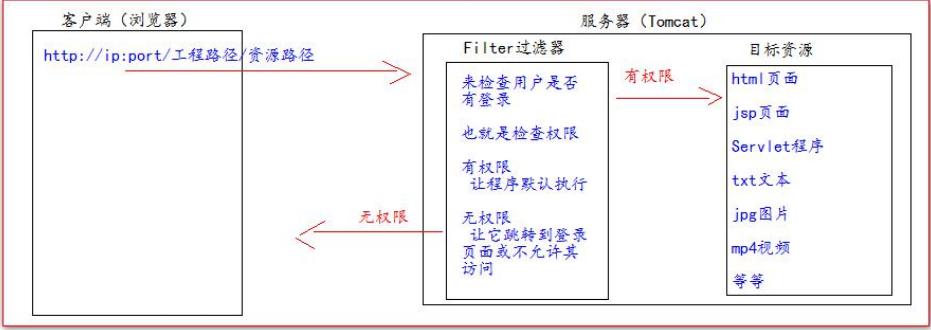 客户端（浏览器）
http://ip:port/工程路径/资源路径
服务器（Tomcat）
Filter过滤器
来检查用户是否
有登录
也就是检查权限
有权限
让程序默认执行
无权限
让它跳转到登录
页面或不允许其
访问
有权限
无权限
目标资源
html页面
jsp页面
Servlet程序
txt文本
jpg图片
mp4视频
等等